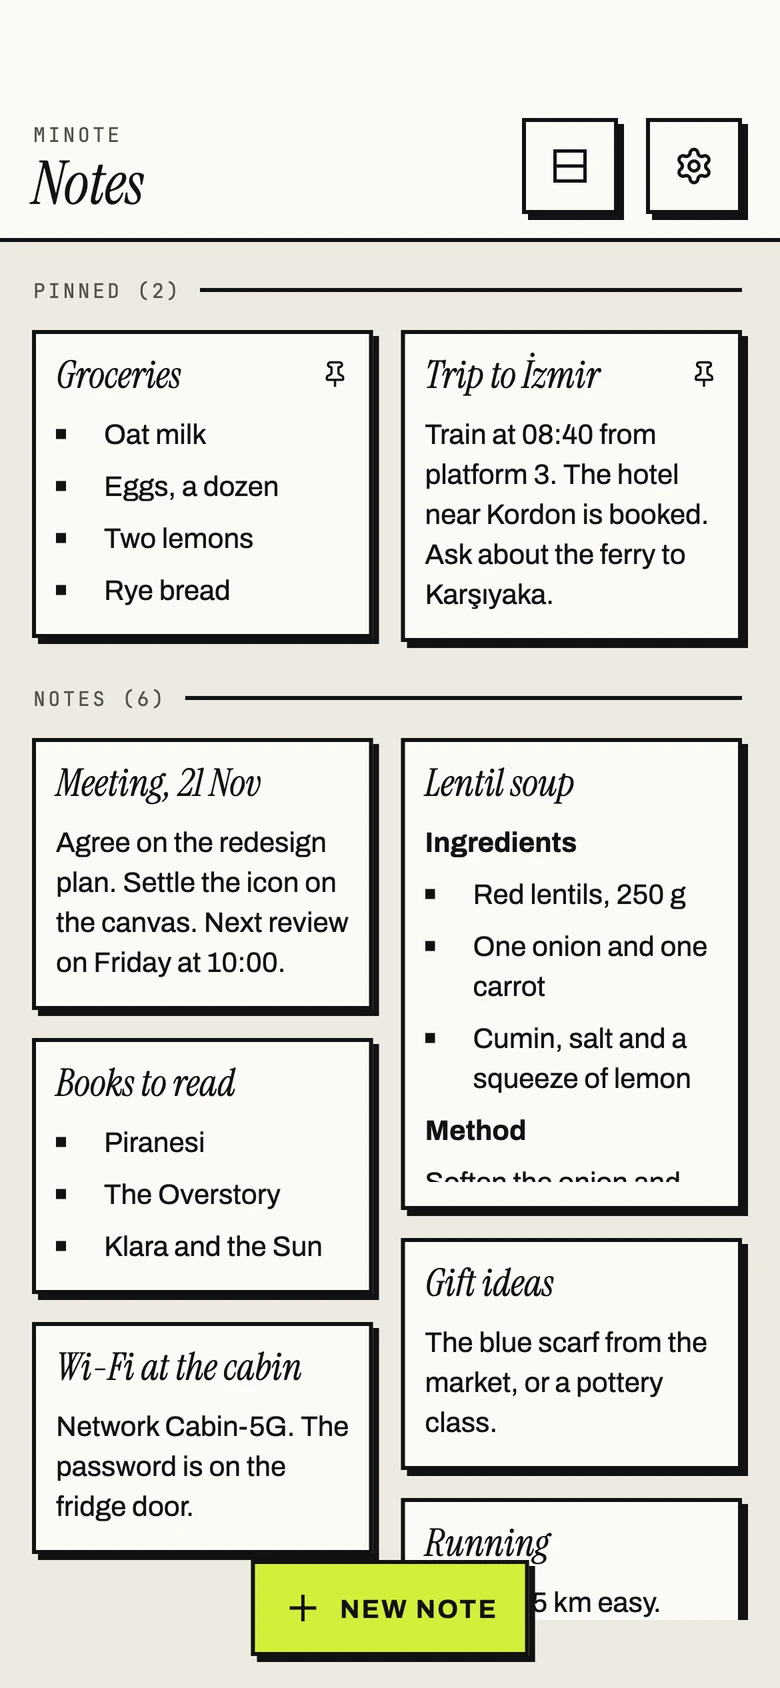 MINOTE
Notes
PINNED (2)
Groceries
Oat milk
Eggs, a dozen
Two lemons
Rye bread
Trip to İzmir
Train at 08:40 from
platform 3. The hotel
near Kordon is booked.
Ask about the ferry to
Karşıyaka.
NOTES (6)
Meeting, 21 Nov
Agree on the redesign
plan. Settle the icon on
the canvas. Next review
on Friday at 10:00.
Lentil soup
Ingredients
Red lentils, 250 g
One onion and one
carrot
Cumin, salt and a
squeeze of lemon
Method
Soften the onion and
Books to read
Piranesi
The Overstory
Klara and the Sun
Gift ideas
The blue scarf from the
market, or a pottery
class.
Wi-Fi at the cabin
Network Cabin-5G. The
password is on the
fridge door.
Running
5 km easy.
NEW NOTE